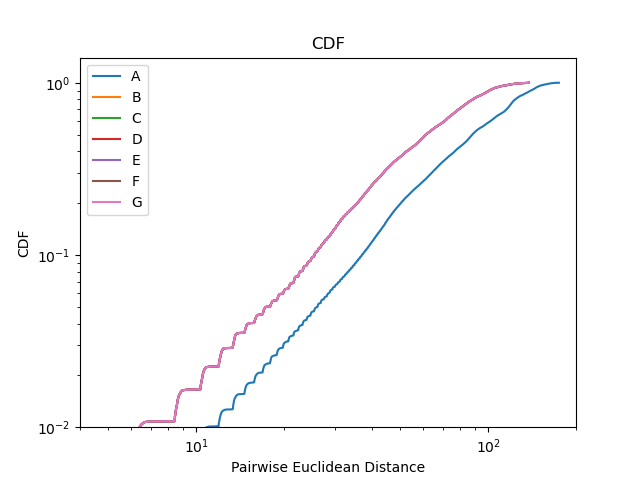 CDF
A
B
C
D
E
F
G
CDF
10⁰
10⁻¹
10⁻²
10¹
10²
Pairwise Euclidean Distance